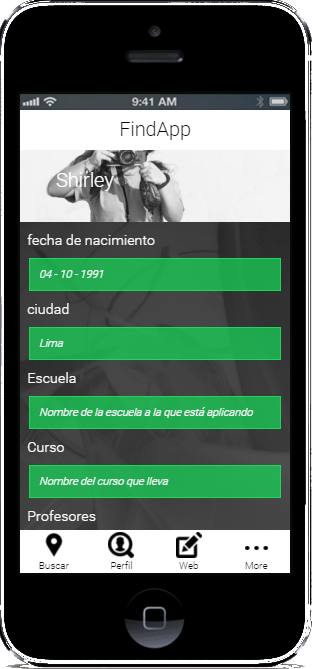 9:41 AM
FindApp
Shirley
fecha de nacimiento
04 - 10 - 1991
ciudad
Lima
Escuela
Nombre de la escuela a la que está aplicando
Curso
Nombre del curso que lleva
Profesores
Buscar Perfil Web More